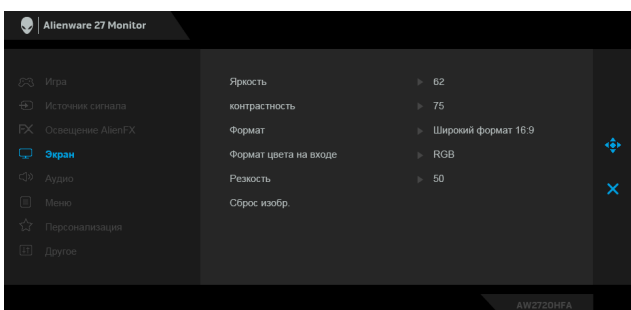 Alienware 27 Monitor
Игра
Источник сигнала
FX Освещение AlienFX
Экран
Аудио
Меню
Персонализация
Другое
Яркость 62
контрастность 75
Формат Широкий формат 16:9
Формат цвета на входе RGB
Резкость 50
Сброс изобр.
AW2720HFA